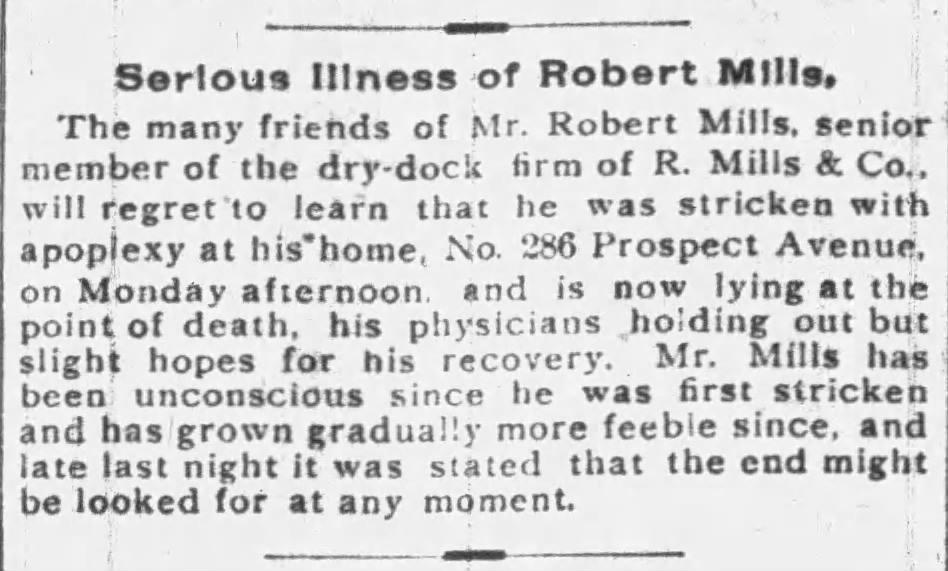 Serious Illness of Robert Mills.
The many friends of Mr. Robert Mills, senior
member of the dry-dock firm of R. Mills & Co.,
will regret to learn that he was stricken with
apoplexy at his home, No. 286 Prospect Avenue,
on Monday afternoon, and is now lying at the
point of death, his physicians holding out but
slight hopes for his recovery. Mr. Mills has
been unconscious since he was first stricken
and has grown gradually more feeble since, and
late last night it was stated that the end might
be looked for at any moment.